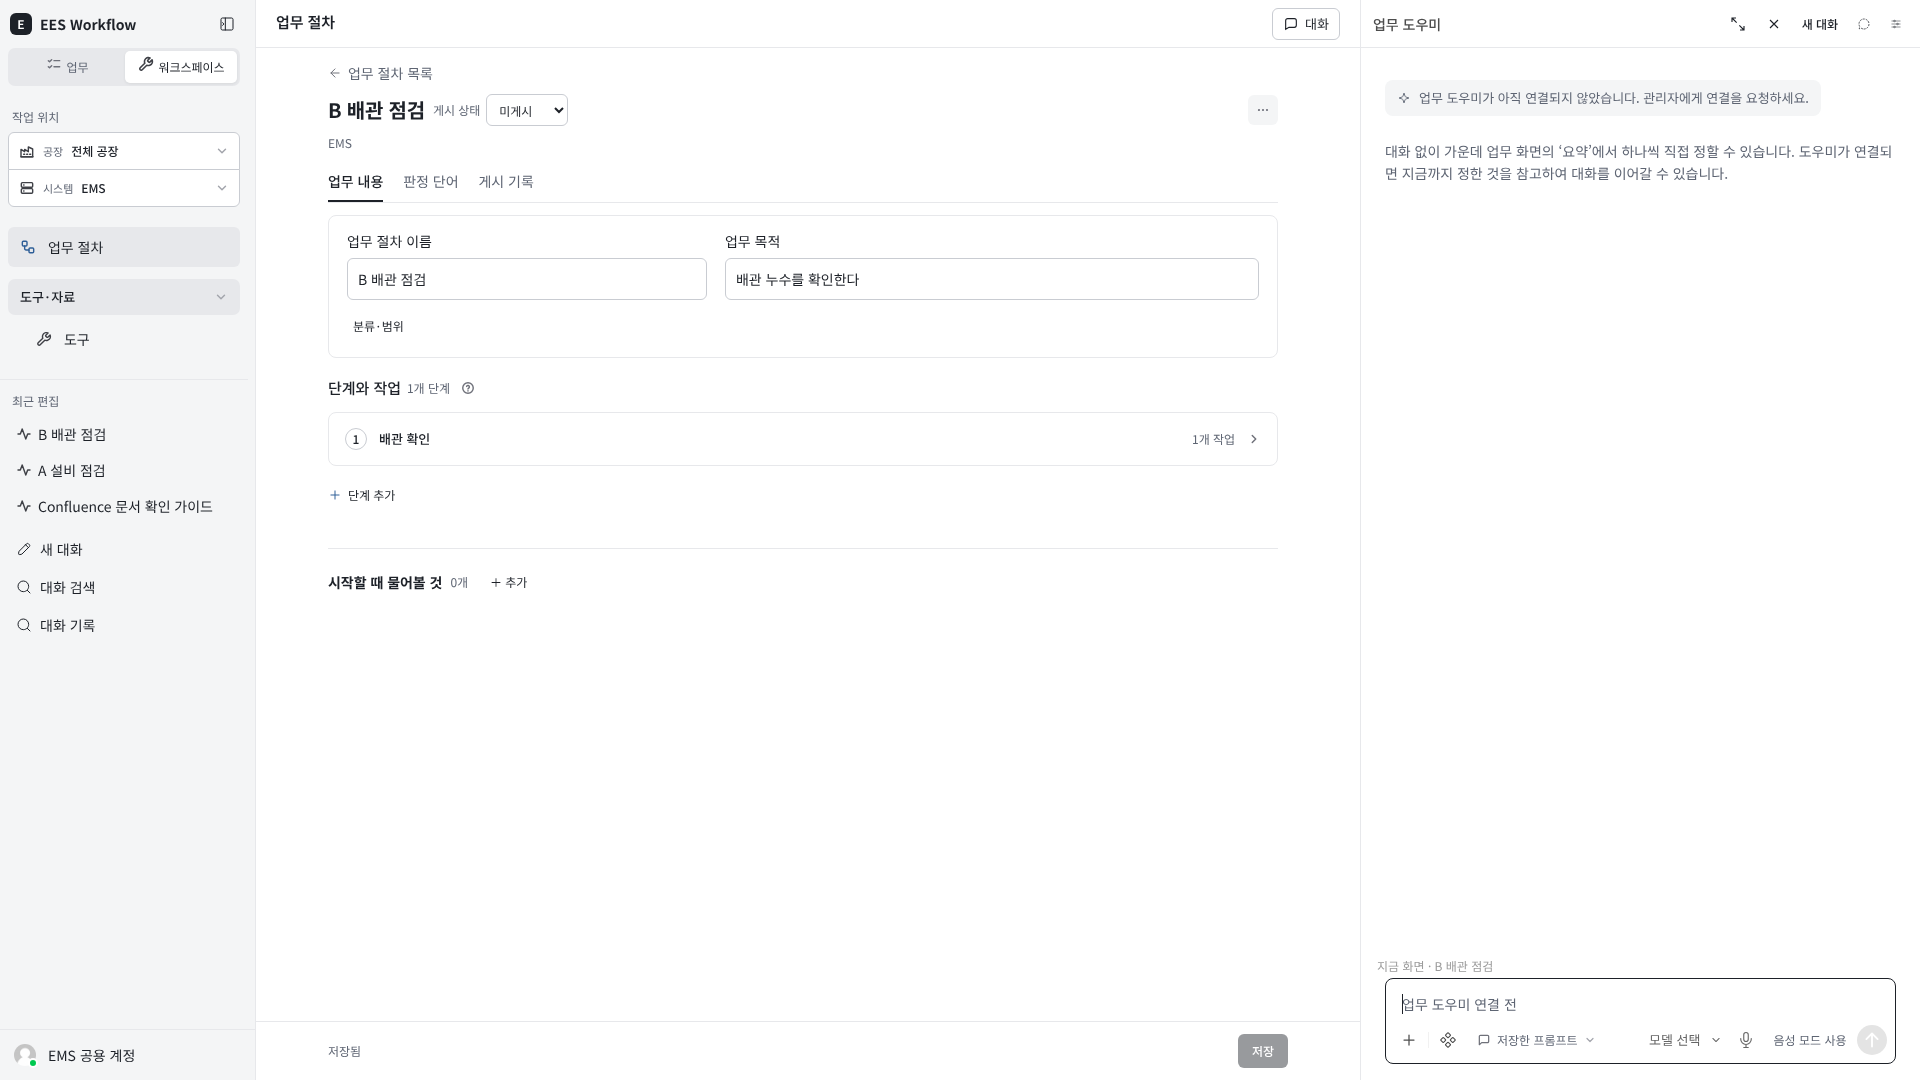 E EES Workflow
업무
워크스페이스
작업 위치
공장 전체 공장
시스템 EMS
업무 절차
도구·자료
도구
최근 편집
B 배관 점검
A 설비 점검
Confluence 문서 확인 가이드
새 대화
대화 검색
대화 기록
EMS 공용 계정
업무 절차
대화
업무 절차 목록
B 배관 점검 게시 상태 미게시
EMS
업무 내용 판정 단어 게시 기록
업무 절차 이름
B 배관 점검
업무 목적
배관 누수를 확인한다
분류·범위
단계와 작업 1개 단계
1 배관 확인 1개 작업
단계 추가
시작할 때 물어볼 것 0개 추가
저장됨
저장
업무 도우미
새 대화
업무 도우미가 아직 연결되지 않았습니다. 관리자에게 연결을 요청하세요.
대화 없이 가운데 업무 화면의 ‘요약’에서 하나씩 직접 정할 수 있습니다. 도우미가 연결되
면 지금까지 정한 것을 참고하여 대화를 이어갈 수 있습니다.
지금 화면 · B 배관 점검
업무 도우미 연결 전
저장한 프롬프트
모델 선택
음성 모드 사용